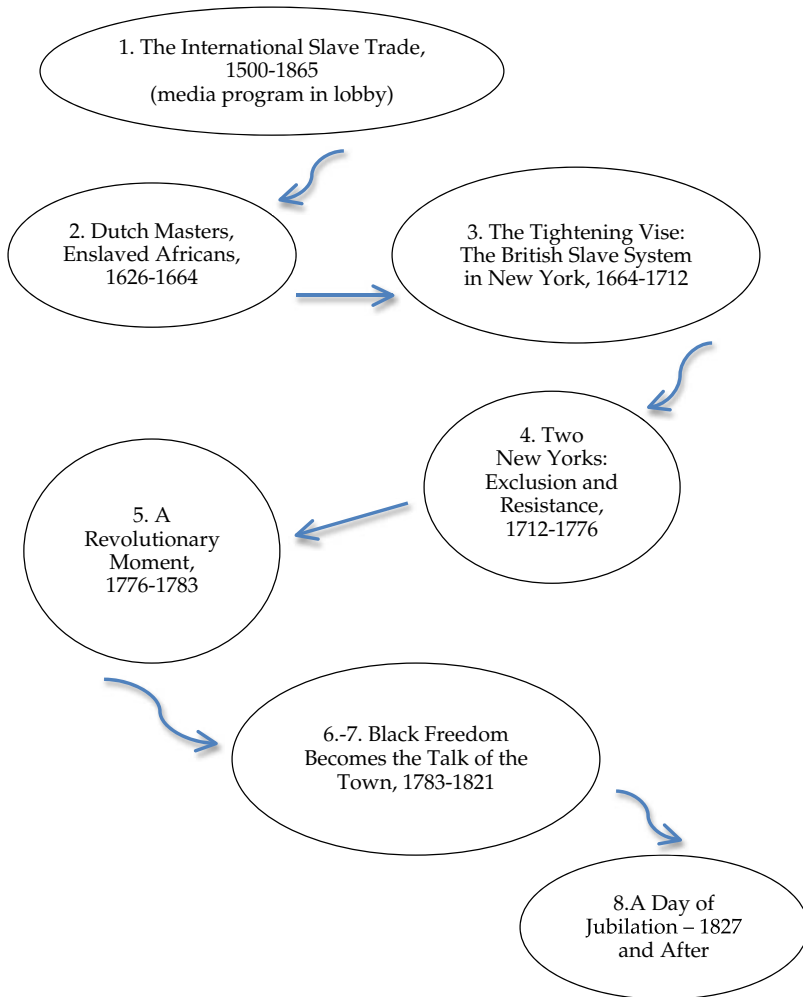 1. The International Slave Trade,
1500-1865
(media program in lobby)
2. Dutch Masters,
Enslaved Africans,
1626-1664
3. The Tightening Vise:
The British Slave System
in New York, 1664-1712
4. Two
New Yorks:
Exclusion and
Resistance,
1712-1776
5. A
Revolutionary
Moment,
1776-1783
6.-7. Black Freedom
Becomes the Talk of the
Town, 1783-1821
8.A Day of
Jubilation – 1827
and After